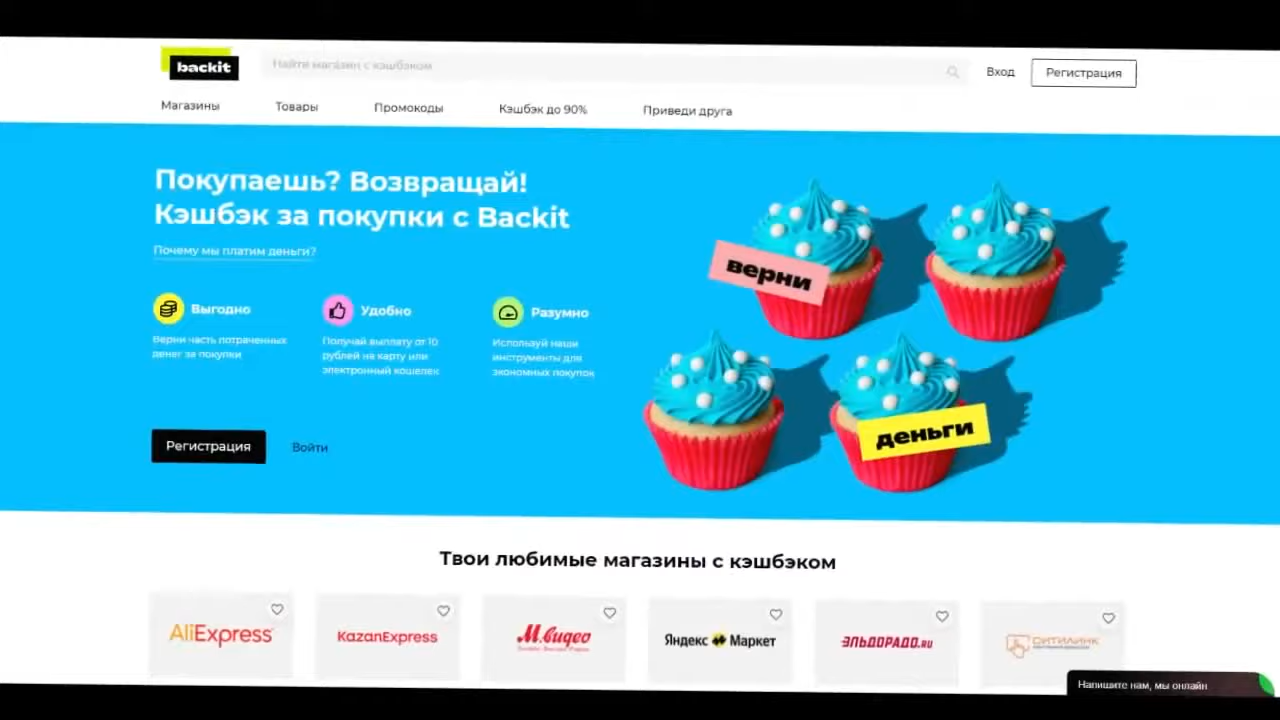 backit
Найти магазин с кэшбэком
Вход
Регистрация
Магазины
Товары
Промокоды
Кэшбэк до 90%
Приведи друга
Покупаешь? Возвращай!
Кэшбэк за покупки с Backit
Почему мы платим деньги?
Выгодно
Верни часть потраченных
денег за покупки
Удобно
Получай выплату от 10
рублей на карту или
электронный кошелек
Разумно
Используй наши
инструменты для
экономных покупок
верни
деньги
Регистрация
Войти
Твои любимые магазины с кэшбэком
AliExpress
KazanExpress
М.видео
Яндекс Маркет
ЭЛЬДОРАДО.RU
СИТИЛИНК
Напишите нам, мы онлайн